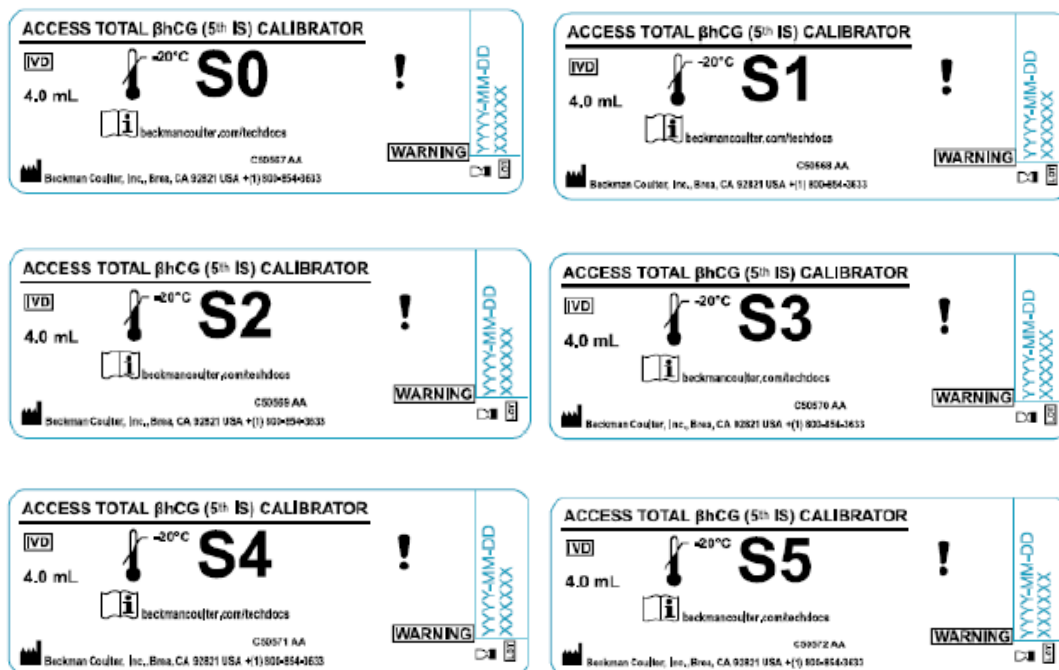 ACCESS TOTAL βhCG (5th IS) CALIBRATOR
IVD
-20°C
S0
!
4.0 mL
i
beckmancoulter.com/techdocs
WARNING
C50567 AA
Beckman Coulter, Inc., Brea, CA 92821 USA +(1) 800-854-3633
YYYY-MM-DD
XXXXXX
LOT
ACCESS TOTAL βhCG (5th IS) CALIBRATOR
IVD
-20°C
S1
!
4.0 mL
i
beckmancoulter.com/techdocs
WARNING
C50568 AA
Beckman Coulter, Inc., Brea, CA 92821 USA +(1) 800-854-3633
YYYY-MM-DD
XXXXXX
LOT
ACCESS TOTAL βhCG (5th IS) CALIBRATOR
IVD
-20°C
S2
!
4.0 mL
i
beckmancoulter.com/techdocs
WARNING
C50569 AA
Beckman Coulter, Inc., Brea, CA 92821 USA +(1) 800-854-3633
YYYY-MM-DD
XXXXXX
LOT
ACCESS TOTAL βhCG (5th IS) CALIBRATOR
IVD
-20°C
S3
!
4.0 mL
i
beckmancoulter.com/techdocs
WARNING
C50570 AA
Beckman Coulter, Inc., Brea, CA 92821 USA +(1) 800-854-3633
YYYY-MM-DD
XXXXXX
LOT
ACCESS TOTAL βhCG (5th IS) CALIBRATOR
IVD
-20°C
S4
!
4.0 mL
i
beckmancoulter.com/techdocs
WARNING
C50571 AA
Beckman Coulter, Inc., Brea, CA 92821 USA +(1) 800-854-3633
YYYY-MM-DD
XXXXXX
LOT
ACCESS TOTAL βhCG (5th IS) CALIBRATOR
IVD
-20°C
S5
!
4.0 mL
i
beckmancoulter.com/techdocs
WARNING
C50572 AA
Beckman Coulter, Inc., Brea, CA 92821 USA +(1) 800-854-3633
YYYY-MM-DD
XXXXXX
LOT